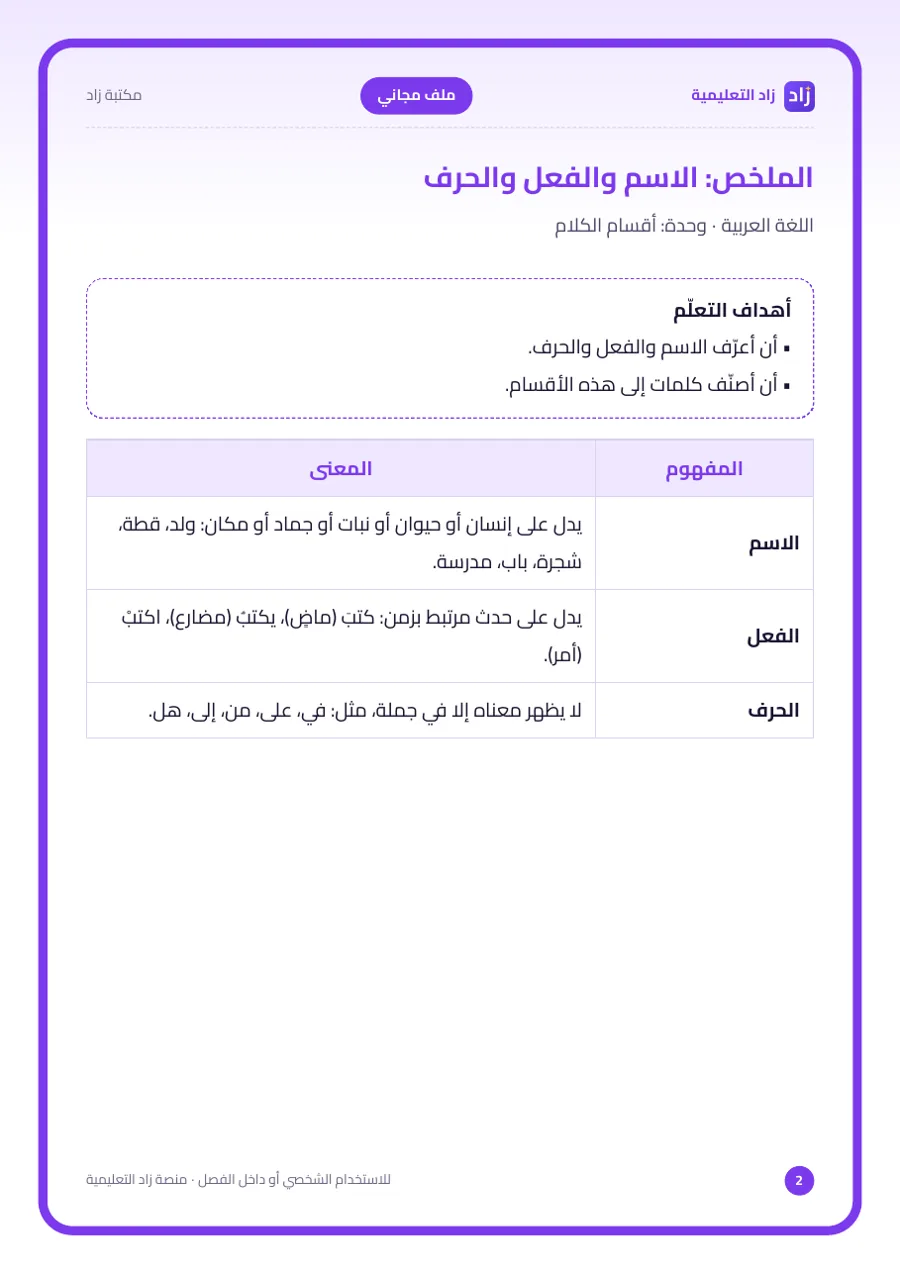 زاد
زاد التعليمية
ملف مجاني
مكتبة زاد
الملخص: الاسم والفعل والحرف
اللغة العربية · وحدة: أقسام الكلام
أهداف التعلّم
▪ أن أعرّف الاسم والفعل والحرف.
▪ أن أصنّف كلمات إلى هذه الأقسام.
المفهوم
المعنى
الاسم
يدل على إنسان أو حيوان أو نبات أو جماد أو مكان: ولد، قطة،
شجرة، باب، مدرسة.
الفعل
يدل على حدث مرتبط بزمن: كتبَ (ماضٍ)، يكتبُ (مضارع)، اكتبْ
(أمر).
الحرف
لا يظهر معناه إلا في جملة، مثل: في، على، من، إلى، هل.
2
للاستخدام الشخصي أو داخل الفصل · منصة زاد التعليمية